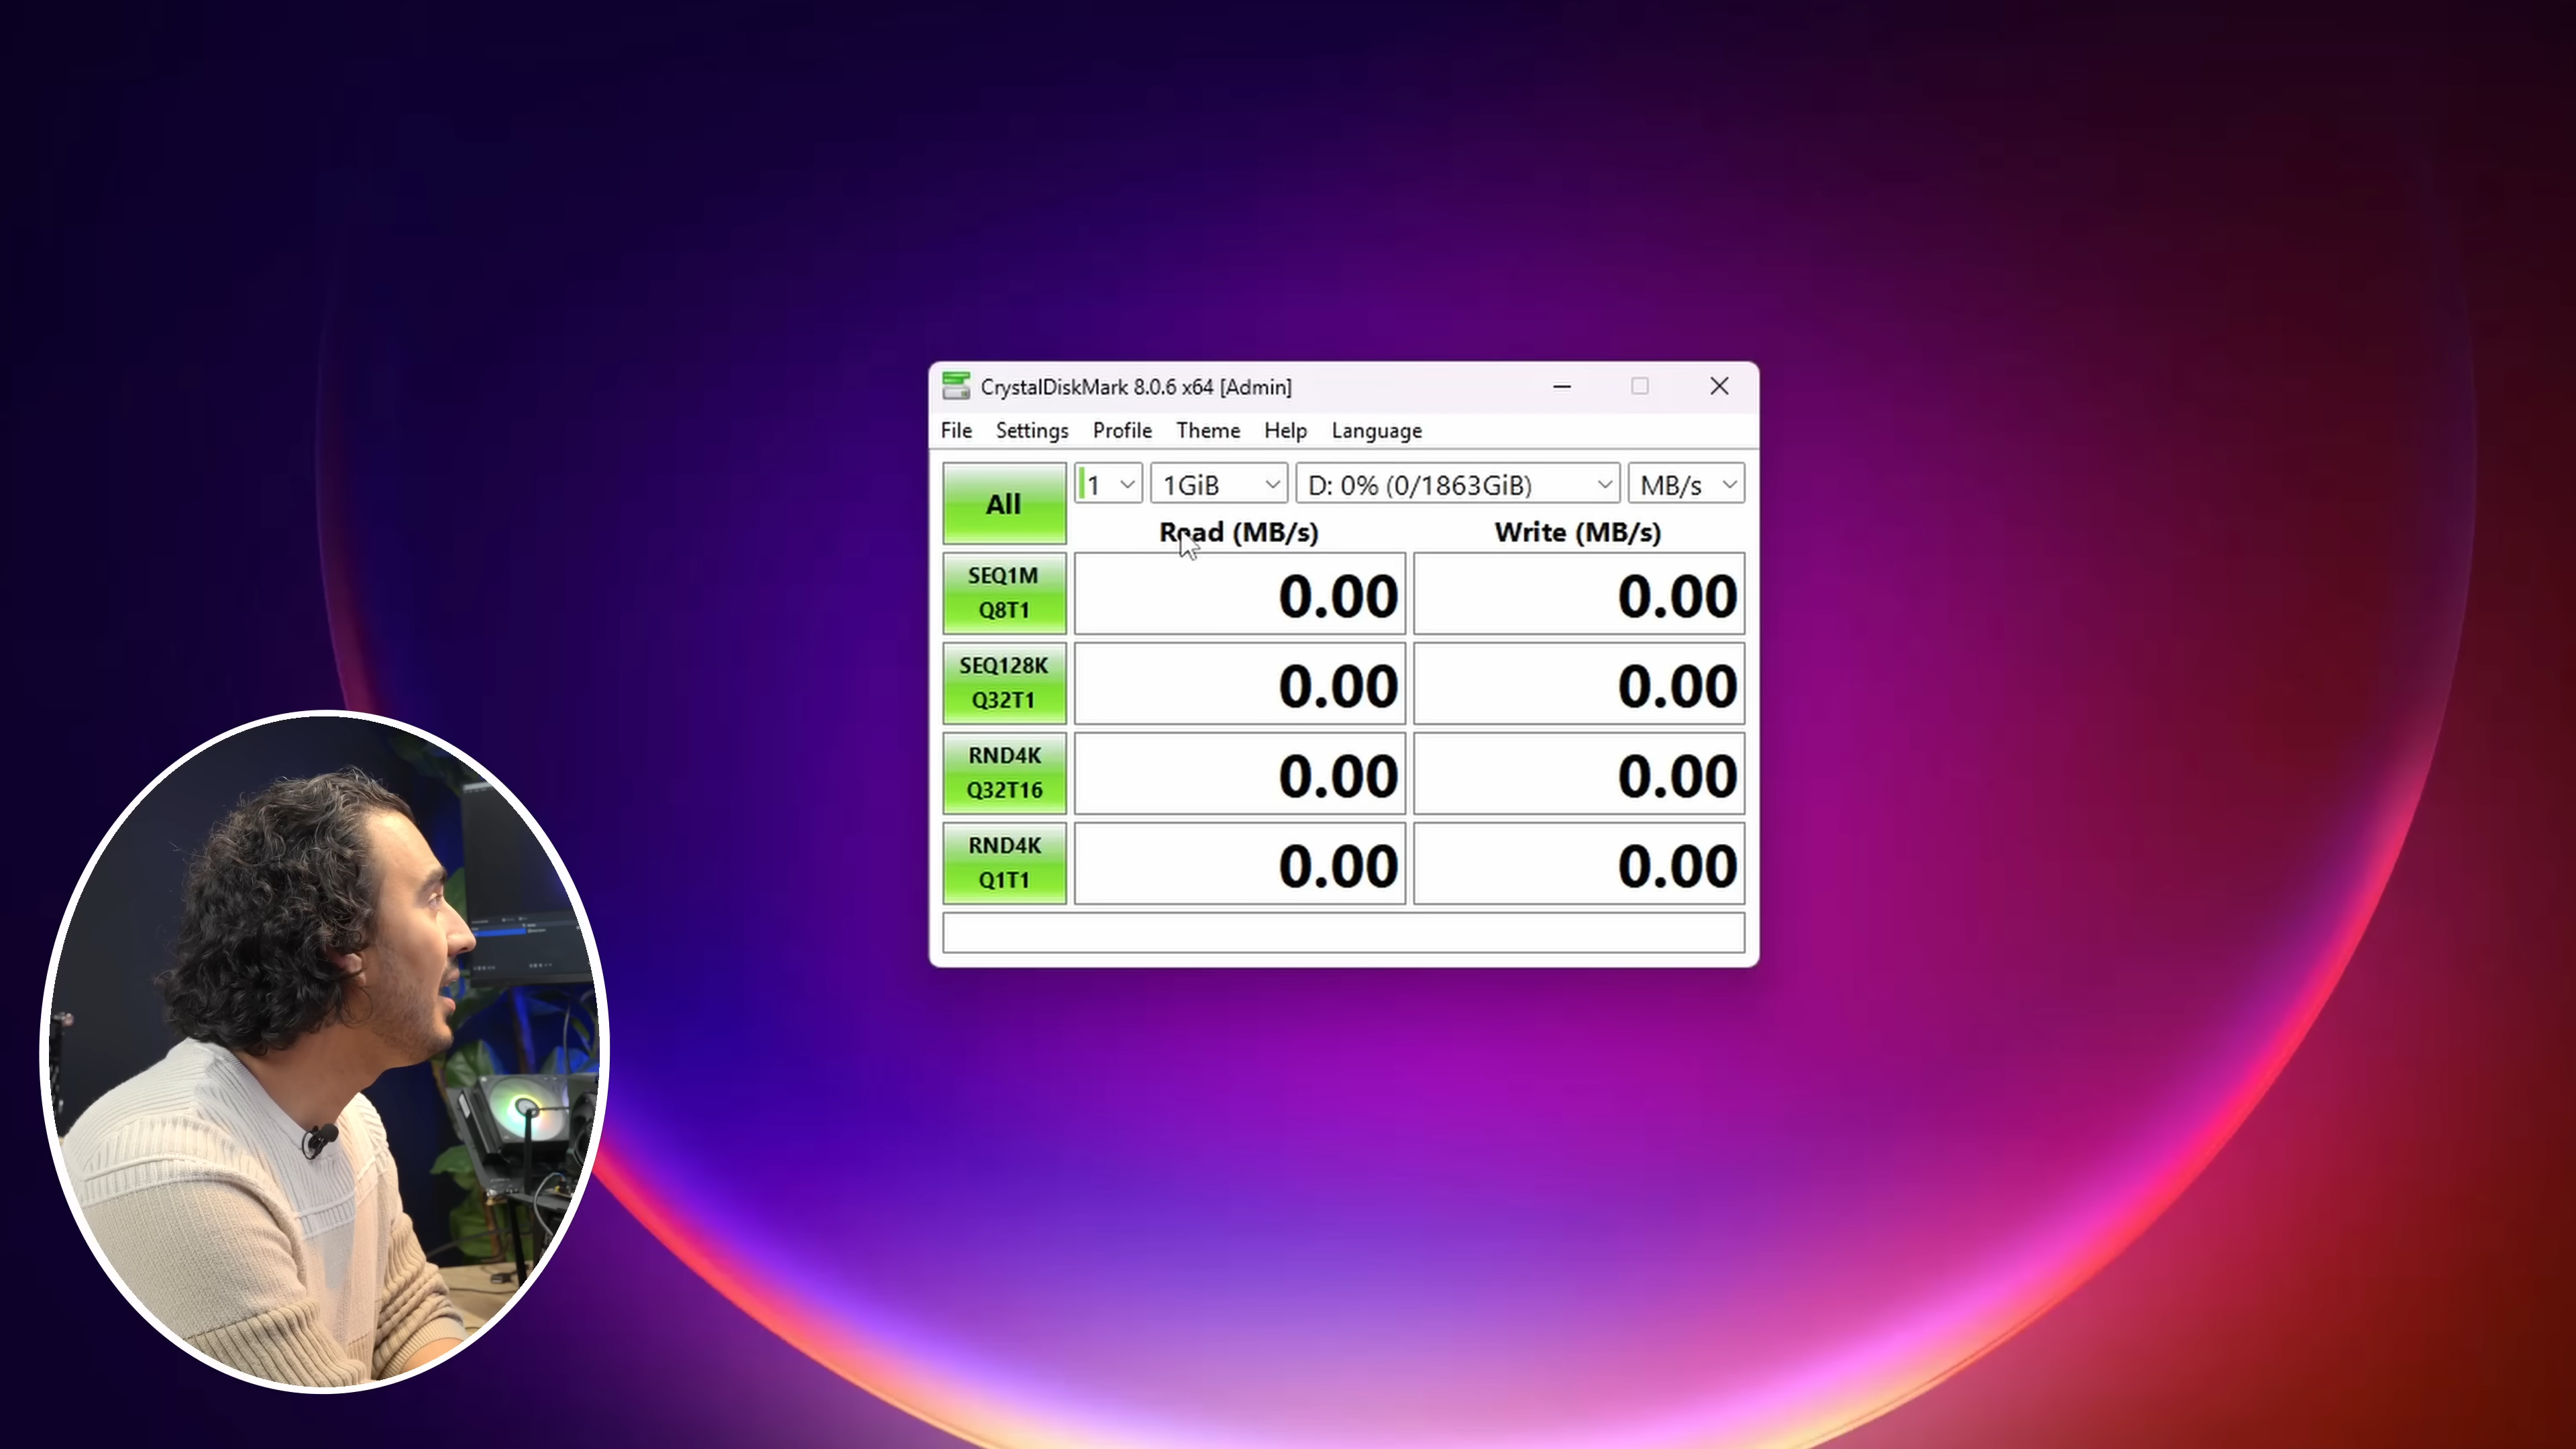 CrystalDiskMark 8.0.6 x64 [Admin]
File Settings Profile Theme Help Language
All 1 1GiB D: 0% (0/1863GiB) MB/s
Read (MB/s) Write (MB/s)
SEQ1M
Q8T1 0.00 0.00
SEQ128K
Q32T1 0.00 0.00
RND4K
Q32T16 0.00 0.00
RND4K
Q1T1 0.00 0.00